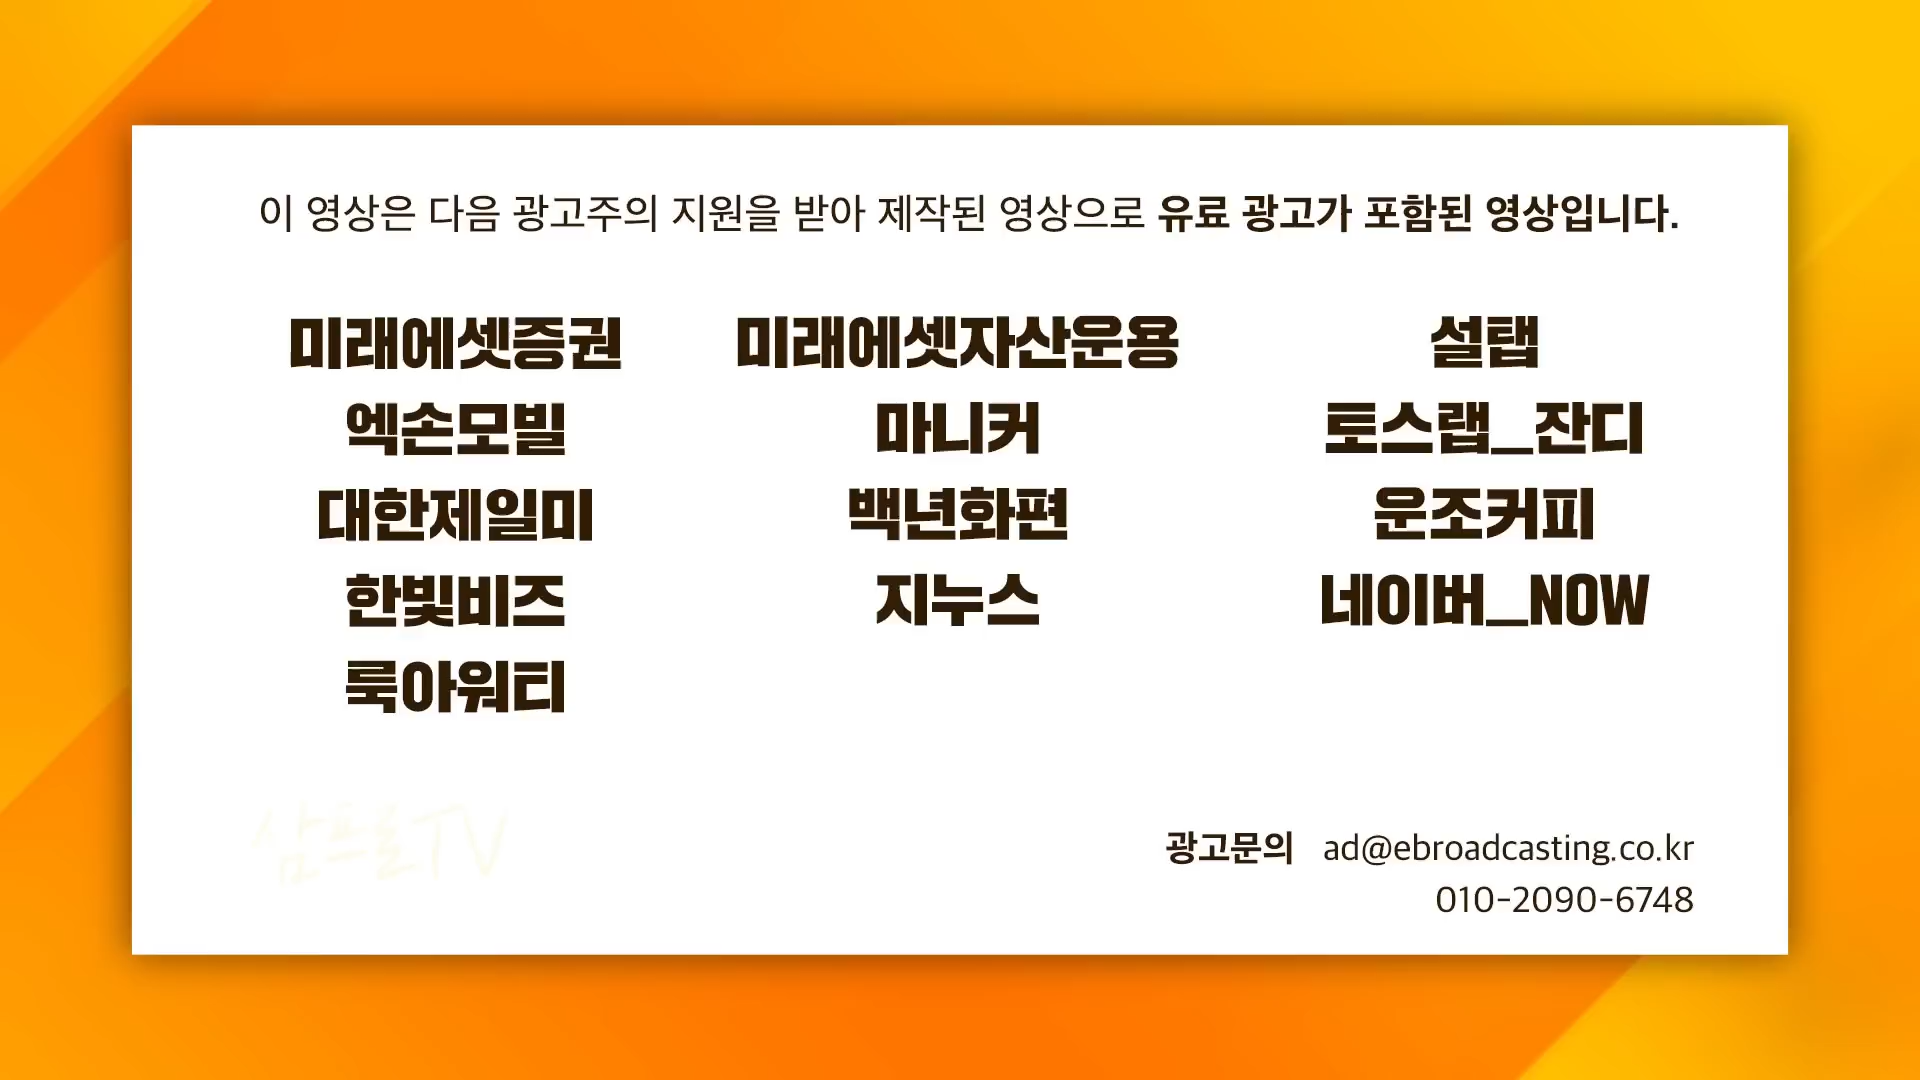 이 영상은 다음 광고주의 지원을 받아 제작된 영상으로 유료 광고가 포함된 영상입니다.
미래에셋증권 미래에셋자산운용 설탭
엑손모빌 마니커 토스랩_잔디
대한제일미 백년화편 운조커피
한빛비즈 지누스 네이버_NOW
룩아워티
삼프로TV
광고문의 ad@ebroadcasting.co.kr
010-2090-6748